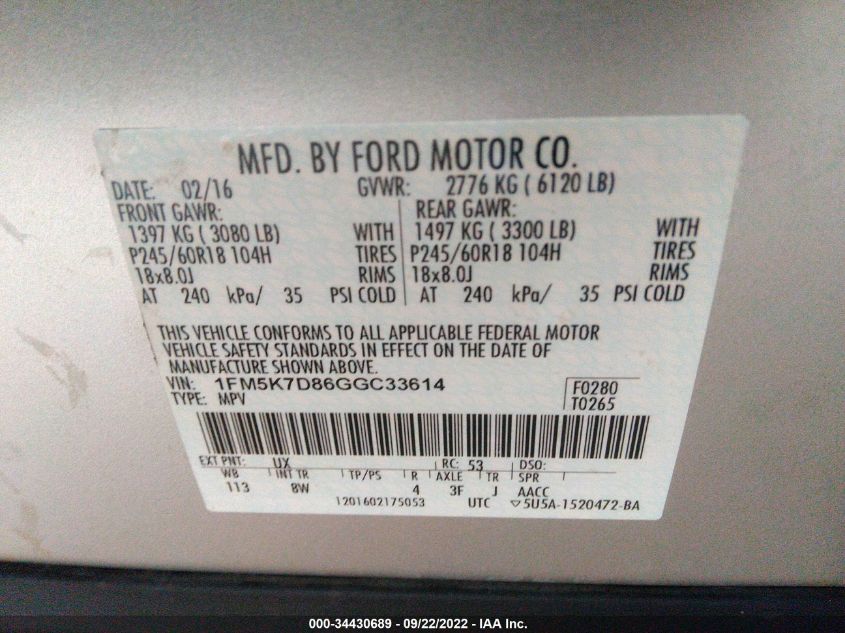 MFD. BY FORD MOTOR CO.
DATE: 02/16 GVWR: 2776 KG ( 6120 LB)
FRONT GAWR: REAR GAWR:
1397 KG ( 3080 LB) WITH 1497 KG ( 3300 LB) WITH
P245/60R18 104H TIRES P245/60R18 104H TIRES
18x8.0J RIMS 18x8.0J RIMS
AT 240 kPa/ 35 PSI COLD AT 240 kPa/ 35 PSI COLD
THIS VEHICLE CONFORMS TO ALL APPLICABLE FEDERAL MOTOR
VEHICLE SAFETY STANDARDS IN EFFECT ON THE DATE OF
MANUFACTURE SHOWN ABOVE.
VIN: 1FM5K7D86GGC33614 F0280
TYPE: MPV T0265
EXT PNT: UX RC: 53 DSO:
WB INT TR TP/PS R AXLE TR SPR
113 8W 4 3F J AACC
1201602175053 UTC ▽5U5A-1520472-BA
000-34430689 - 09/22/2022 - IAA Inc.